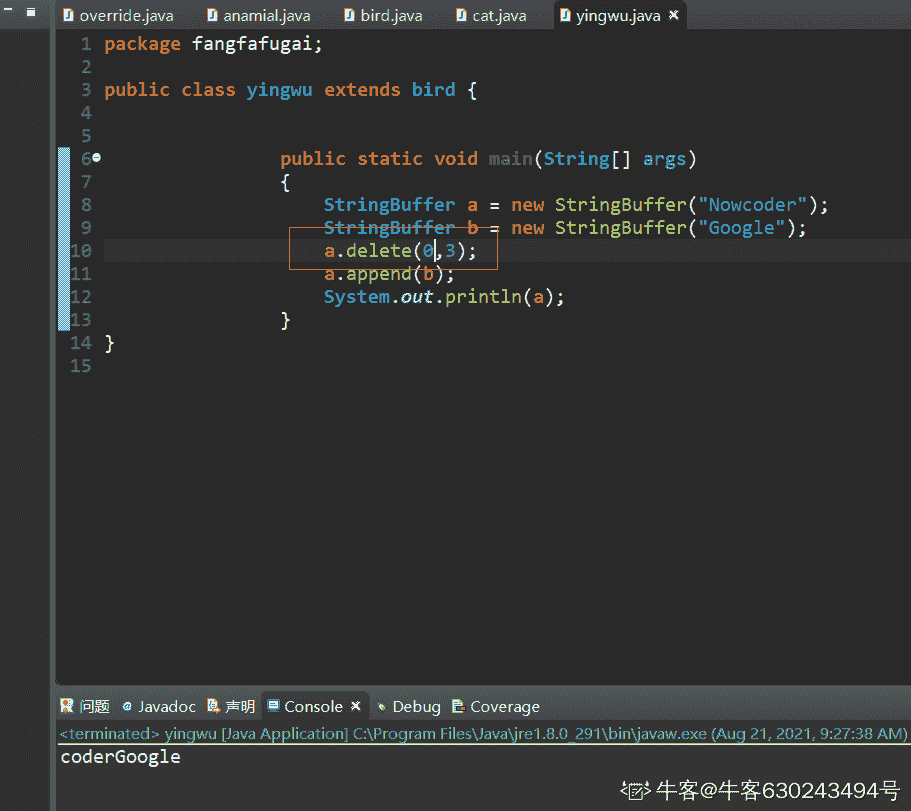 override.java anamial.java bird.java cat.java yingwu.java
1 package fangfafugai;
2
3 public class yingwu extends bird {
4
5
6 public static void main(String[] args)
7 {
8 StringBuffer a = new StringBuffer("Nowcoder");
9 StringBuffer b = new StringBuffer("Google");
10 a.delete(0,3);
11 a.append(b);
12 System.out.println(a);
13 }
14 }
15
问题 Javadoc 声明 Console Debug Coverage
<terminated> yingwu [Java Application] C:\Program Files\Java\jre1.8.0_291\bin\javaw.exe (Aug 21, 2021, 9:27:38 AM)
coderGoogle
牛客@牛客630243494号